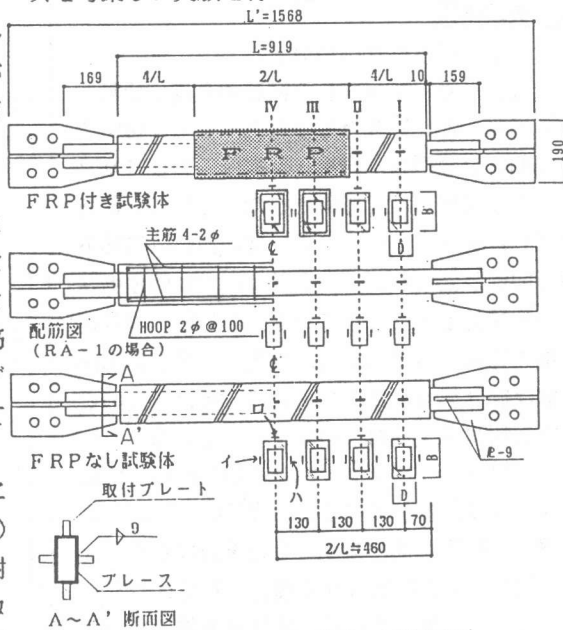 L'=1568
L=919
169 4/L 2/L 4/L 10 159
Ⅳ Ⅲ Ⅱ Ⅰ
FRP
190
FRP付き試験体
B
D
主筋 4-2φ
℄
配筋図
HOOP 2φ@100
(RA-1の場合)
℄
A
A'
ロ
FRPなし試験体
イ
ハ
B
D
PL-9
取付プレート
9
130 130 130 70
2/L≒460
ブレース
A~A' 断面図